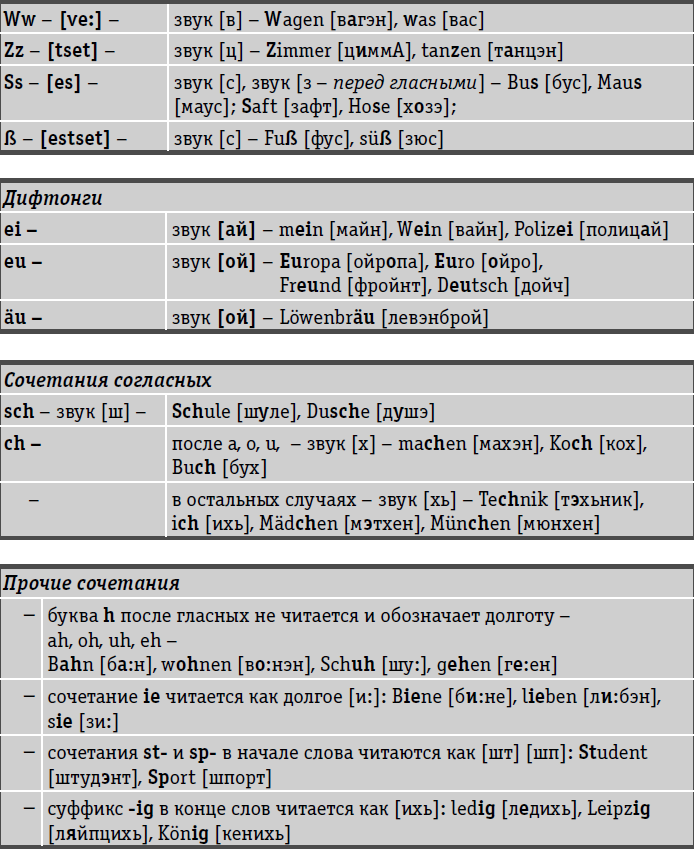 Ww – [ve:] – звук [в] – Wagen [вагэн], was [вас]
Zz – [tset] – звук [ц] – Zimmer [циммА], tanzen [танцэн]
Ss – [es] – звук [с], звук [з – перед гласными] – Bus [бус], Maus
[маус]; Saft [зафт], Hose [хозэ];
ß – [estset] – звук [с] – Fuß [фус], süß [зюс]
Дифтонги
ei – звук [ай] – mein [майн], Wein [вайн], Polizei [полицай]
eu – звук [ой] – Europa [ойропа], Euro [ойро],
Freund [фройнт], Deutsch [дойч]
äu – звук [ой] – Löwenbräu [левэнброй]
Сочетания согласных
sch – звук [ш] – Schule [шуле], Dusche [душэ]
ch – после a, o, u, – звук [х] – machen [махэн], Koch [кох],
Buch [бух]
– в остальных случаях – звук [хь] – Technik [тэхьник],
ich [ихь], Mädchen [мэтхен], München [мюнхен]
Прочие сочетания
– буква h после гласных не читается и обозначает долготу –
ah, oh, uh, eh –
Bahn [ба:н], wohnen [во:нэн], Schuh [шу:], gehen [ге:ен]
– сочетание ie читается как долгое [и:]: Biene [би:не], lieben [ли:бэн],
sie [зи:]
– сочетания st- и sp- в начале слова читаются как [шт] [шп]: Student
[штудэнт], Sport [шпорт]
– суффикс -ig в конце слов читается как [ихь]: ledig [ледихь], Leipzig
[ляйпцихь], König [кенихь]